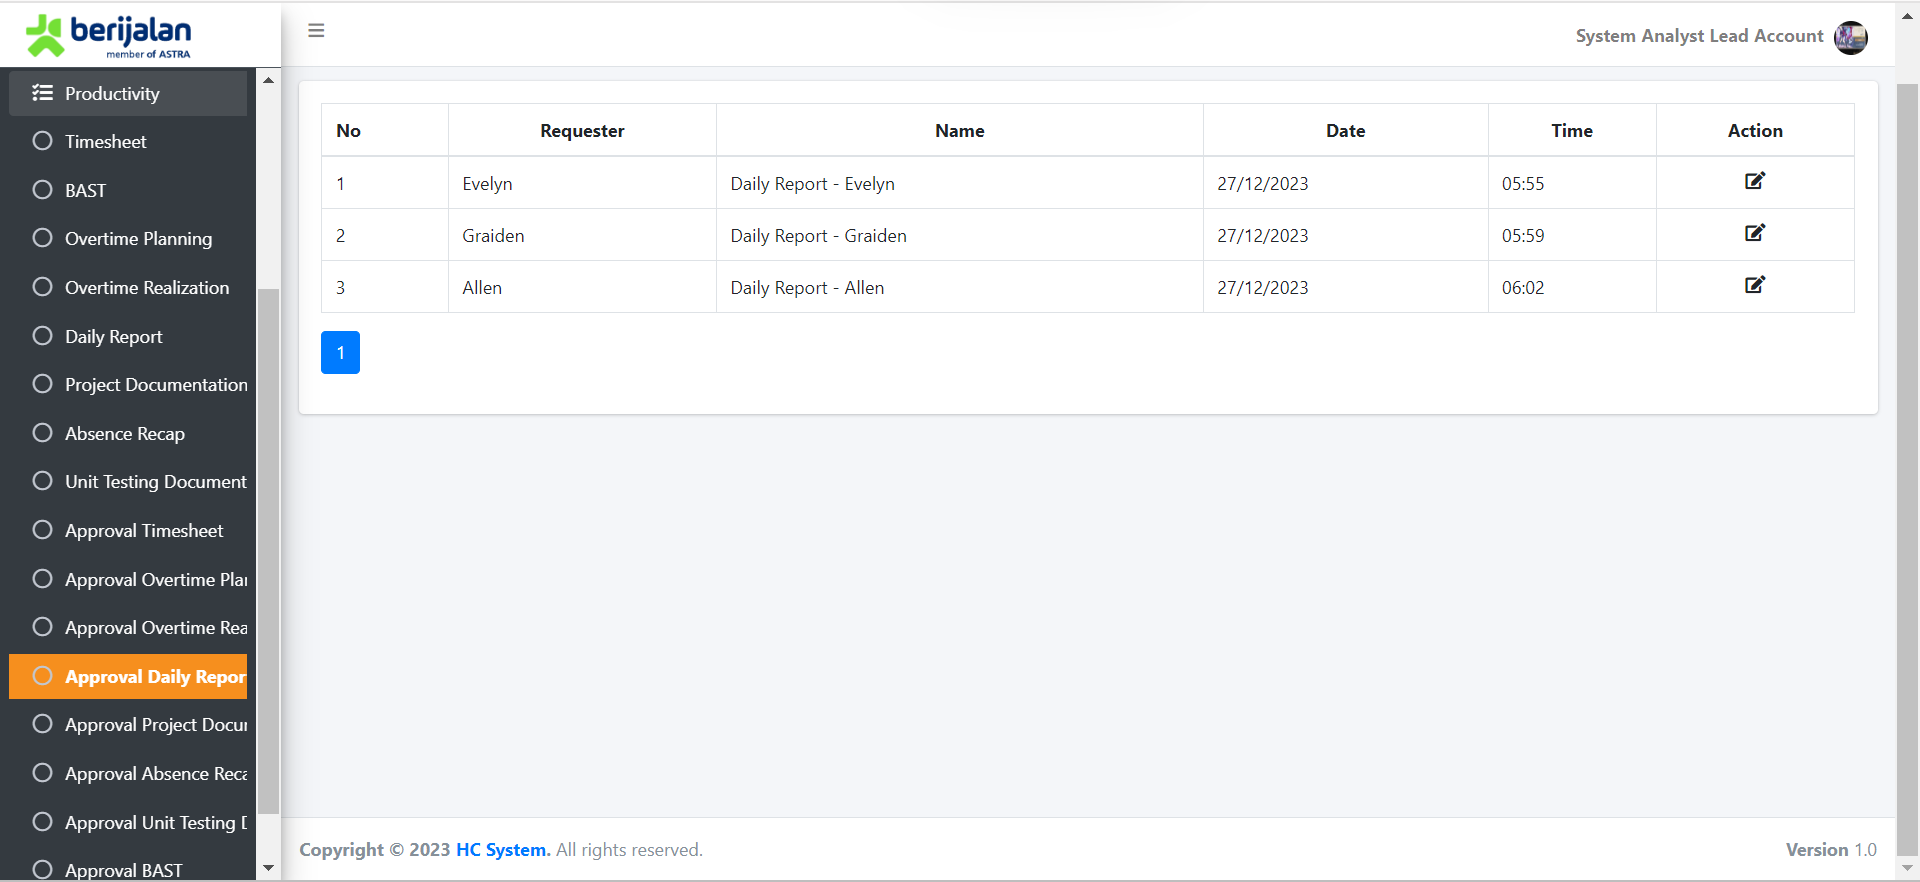 berijalan
member of ASTRA
System Analyst Lead Account
Productivity
Timesheet
BAST
Overtime Planning
Overtime Realization
Daily Report
Project Documentation
Absence Recap
Unit Testing Document
Approval Timesheet
Approval Overtime Plan
Approval Overtime Rea
Approval Daily Repor
Approval Project Docu
Approval Absence Reca
Approval Unit Testing
Approval BAST
No Requester Name Date Time Action
1 Evelyn Daily Report - Evelyn 27/12/2023 05:55
2 Graiden Daily Report - Graiden 27/12/2023 05:59
3 Allen Daily Report - Allen 27/12/2023 06:02
1
Copyright © 2023 HC System. All rights reserved.
Version 1.0